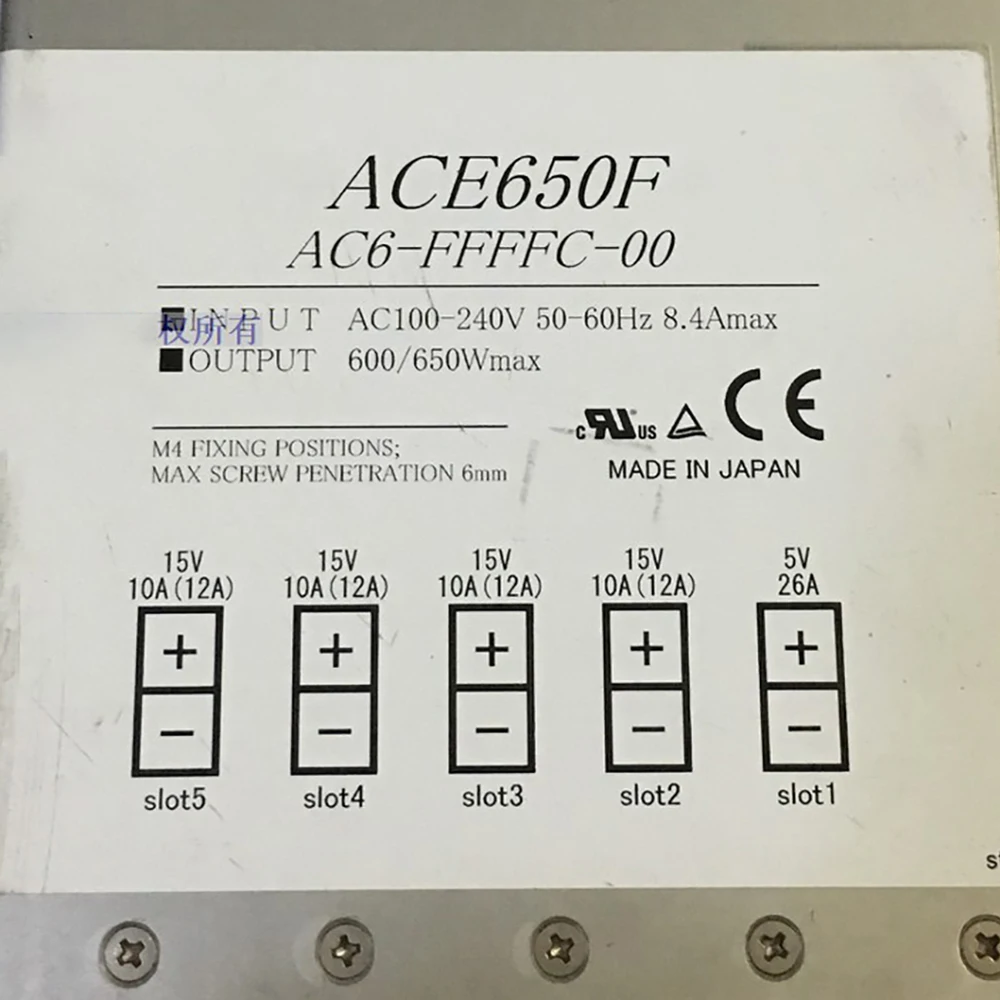 ACE650F
AC6-FFFFC-00
■INPUT AC100-240V 50-60Hz 8.4Amax
权所有
■OUTPUT 600/650Wmax
M4 FIXING POSITIONS;
MAX SCREW PENETRATION 6mm
c RU US CE
MADE IN JAPAN
15V 15V 15V 15V 5V
10A(12A) 10A(12A) 10A(12A) 10A(12A) 26A
+ + + + +
− − − − −
slot5 slot4 slot3 slot2 slot1